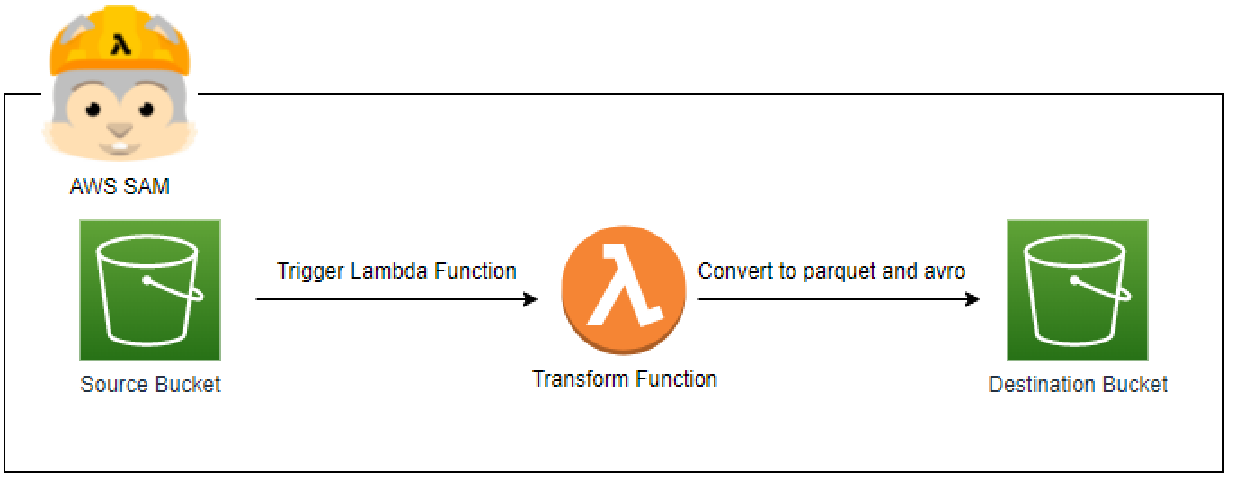 λ
AWS SAM
Trigger Lambda Function
Convert to parquet and avro
Source Bucket
Transform Function
Destination Bucket